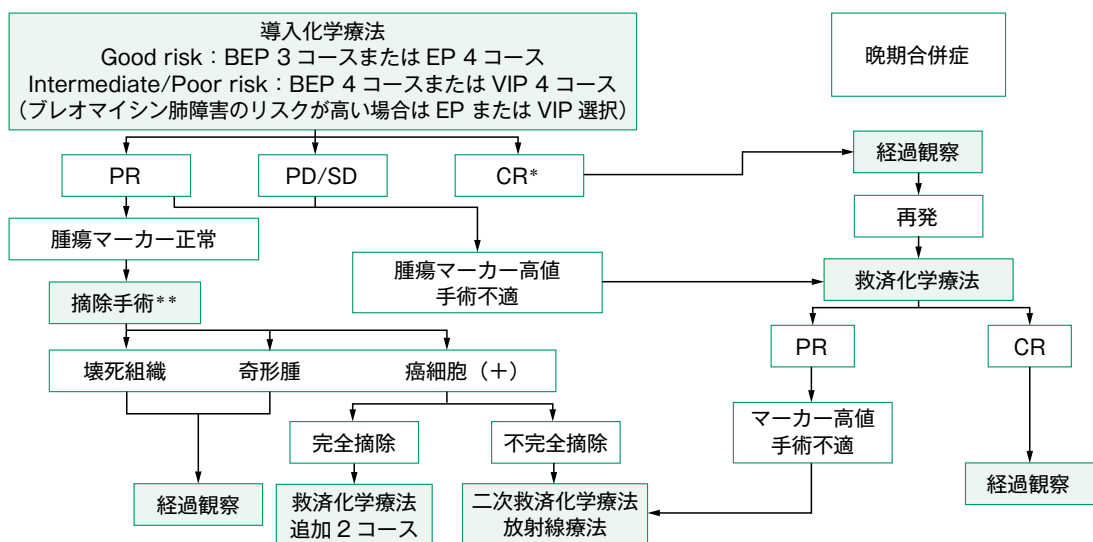 導入化学療法
Good risk：BEP 3 コースまたは EP 4 コース
Intermediate/Poor risk：BEP 4 コースまたは VIP 4 コース
（ブレオマイシン肺障害のリスクが高い場合は EP または VIP 選択）
晩期合併症
PR
PD/SD
CR*
経過観察
再発
腫瘍マーカー正常
腫瘍マーカー高値
手術不適
救済化学療法
摘除手術**
PR
CR
壊死組織
奇形腫
癌細胞（＋）
マーカー高値
手術不適
完全摘除
不完全摘除
経過観察
救済化学療法
追加 2 コース
二次救済化学療法
放射線療法
経過観察